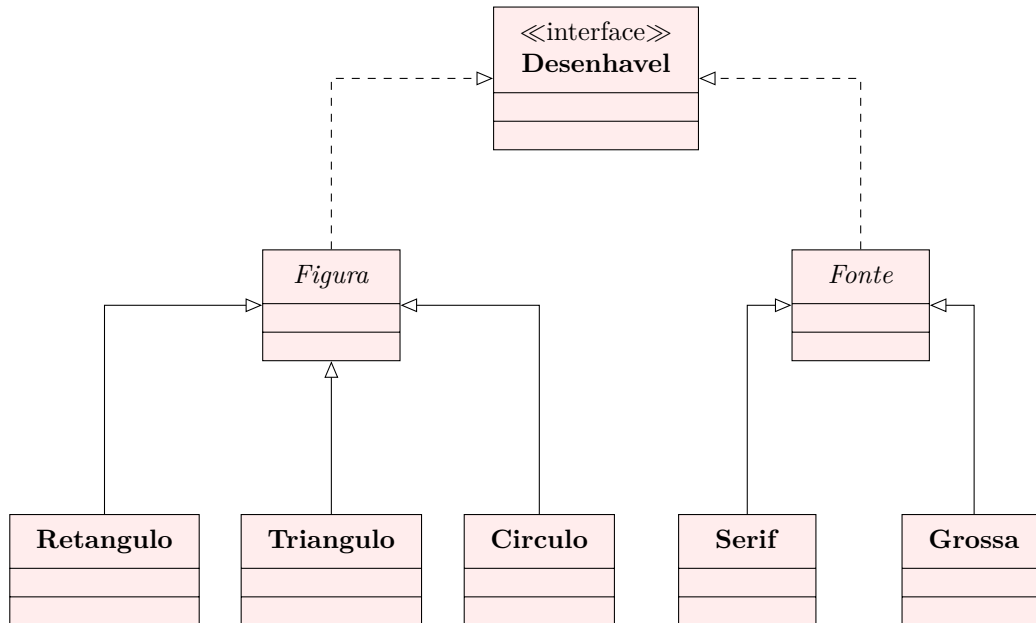 ≪interface≫
Desenhavel
Figura
Fonte
Retangulo
Triangulo
Circulo
Serif
Grossa